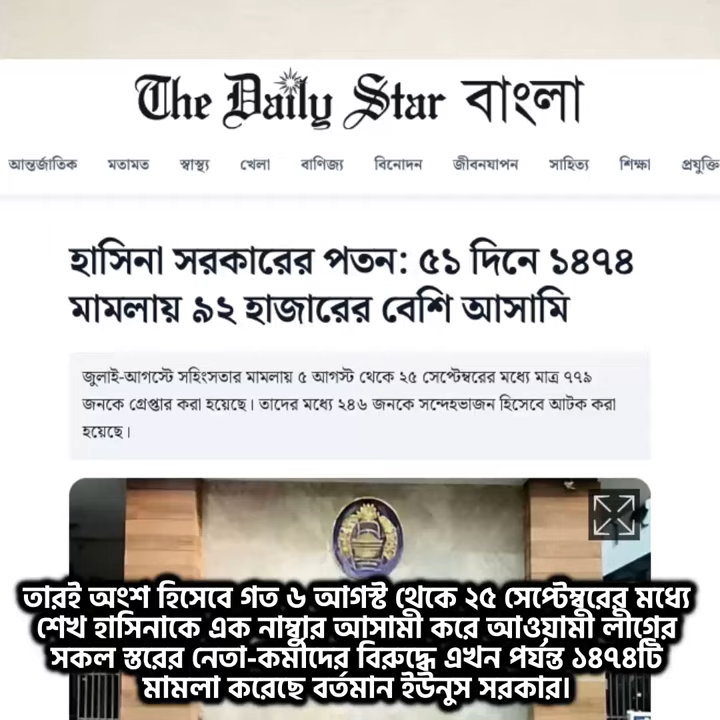 The Daily Star বাংলা
আন্তর্জাতিক মতামত স্বাস্থ্য খেলা বাণিজ্য বিনোদন জীবনযাপন সাহিত্য শিক্ষা প্রযুক্তি
হাসিনা সরকারের পতন: ৫১ দিনে ১৪৭৪
মামলায় ৯২ হাজারের বেশি আসামি
জুলাই-আগস্টে সহিংসতার মামলায় ৫ আগস্ট থেকে ২৫ সেপ্টেম্বরের মধ্যে মাত্র ৭৭৯
জনকে গ্রেপ্তার করা হয়েছে। তাদের মধ্যে ২৪৬ জনকে সন্দেহভাজন হিসেবে আটক করা
হয়েছে।
তারই অংশ হিসেবে গত ৬ আগস্ট থেকে ২৫ সেপ্টেম্বরের মধ্যে
শেখ হাসিনাকে এক নাম্বার আসামী করে আওয়ামী লীগের
সকল স্তরের নেতা-কর্মীদের বিরুদ্ধে এখন পর্যন্ত ১৪৭৪টি
মামলা করেছে বর্তমান ইউনুস সরকার।